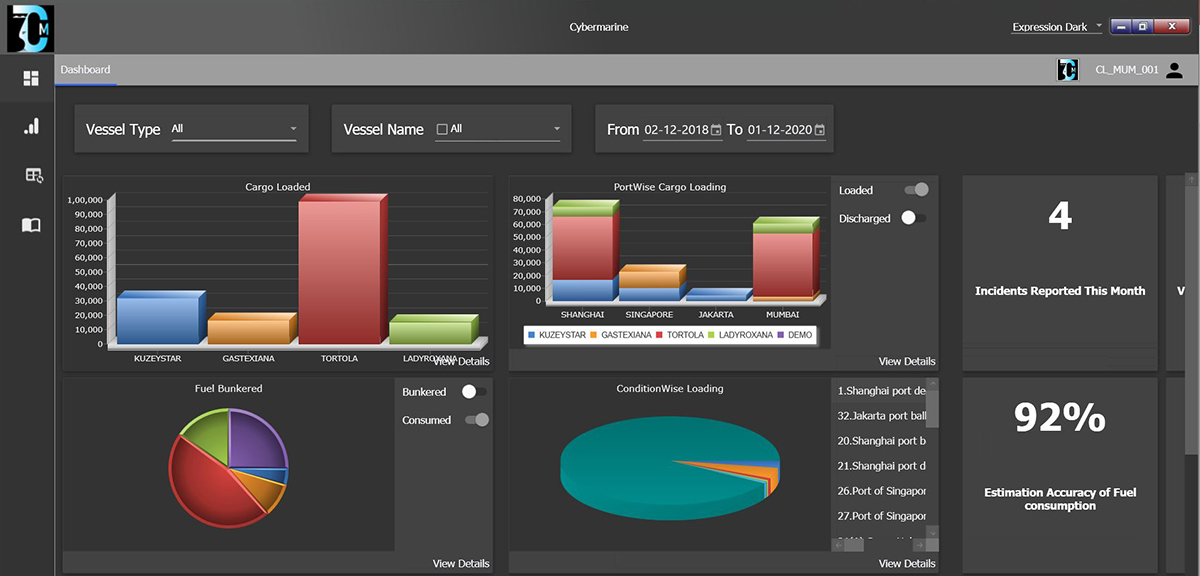 Cybermarine
Expression Dark
Dashboard
CL_MUM_001
Vessel Type All
Vessel Name All
From 02-12-2018 To 01-12-2020
Cargo Loaded
1,00,000
90,000
80,000
70,000
60,000
50,000
40,000
30,000
20,000
10,000
0
KUZEYSTAR GASTEXIANA TORTOLA LADYROXANA
View Details
PortWise Cargo Loading
80,000
70,000
60,000
50,000
40,000
30,000
20,000
10,000
0
SHANGHAI SINGAPORE JAKARTA MUMBAI
KUZEYSTAR GASTEXIANA TORTOLA LADYROXANA DEMO
Loaded
Discharged
View Details
4
Incidents Reported This Month
V
Fuel Bunkered
Bunkered
Consumed
View Details
ConditionWise Loading
1.Shanghai port de
32.Jakarta port ball
20.Shanghai port b
21.Shanghai port d
26.Port of Singapor
27.Port of Singapor
View Details
92%
Estimation Accuracy of Fuel
consumption